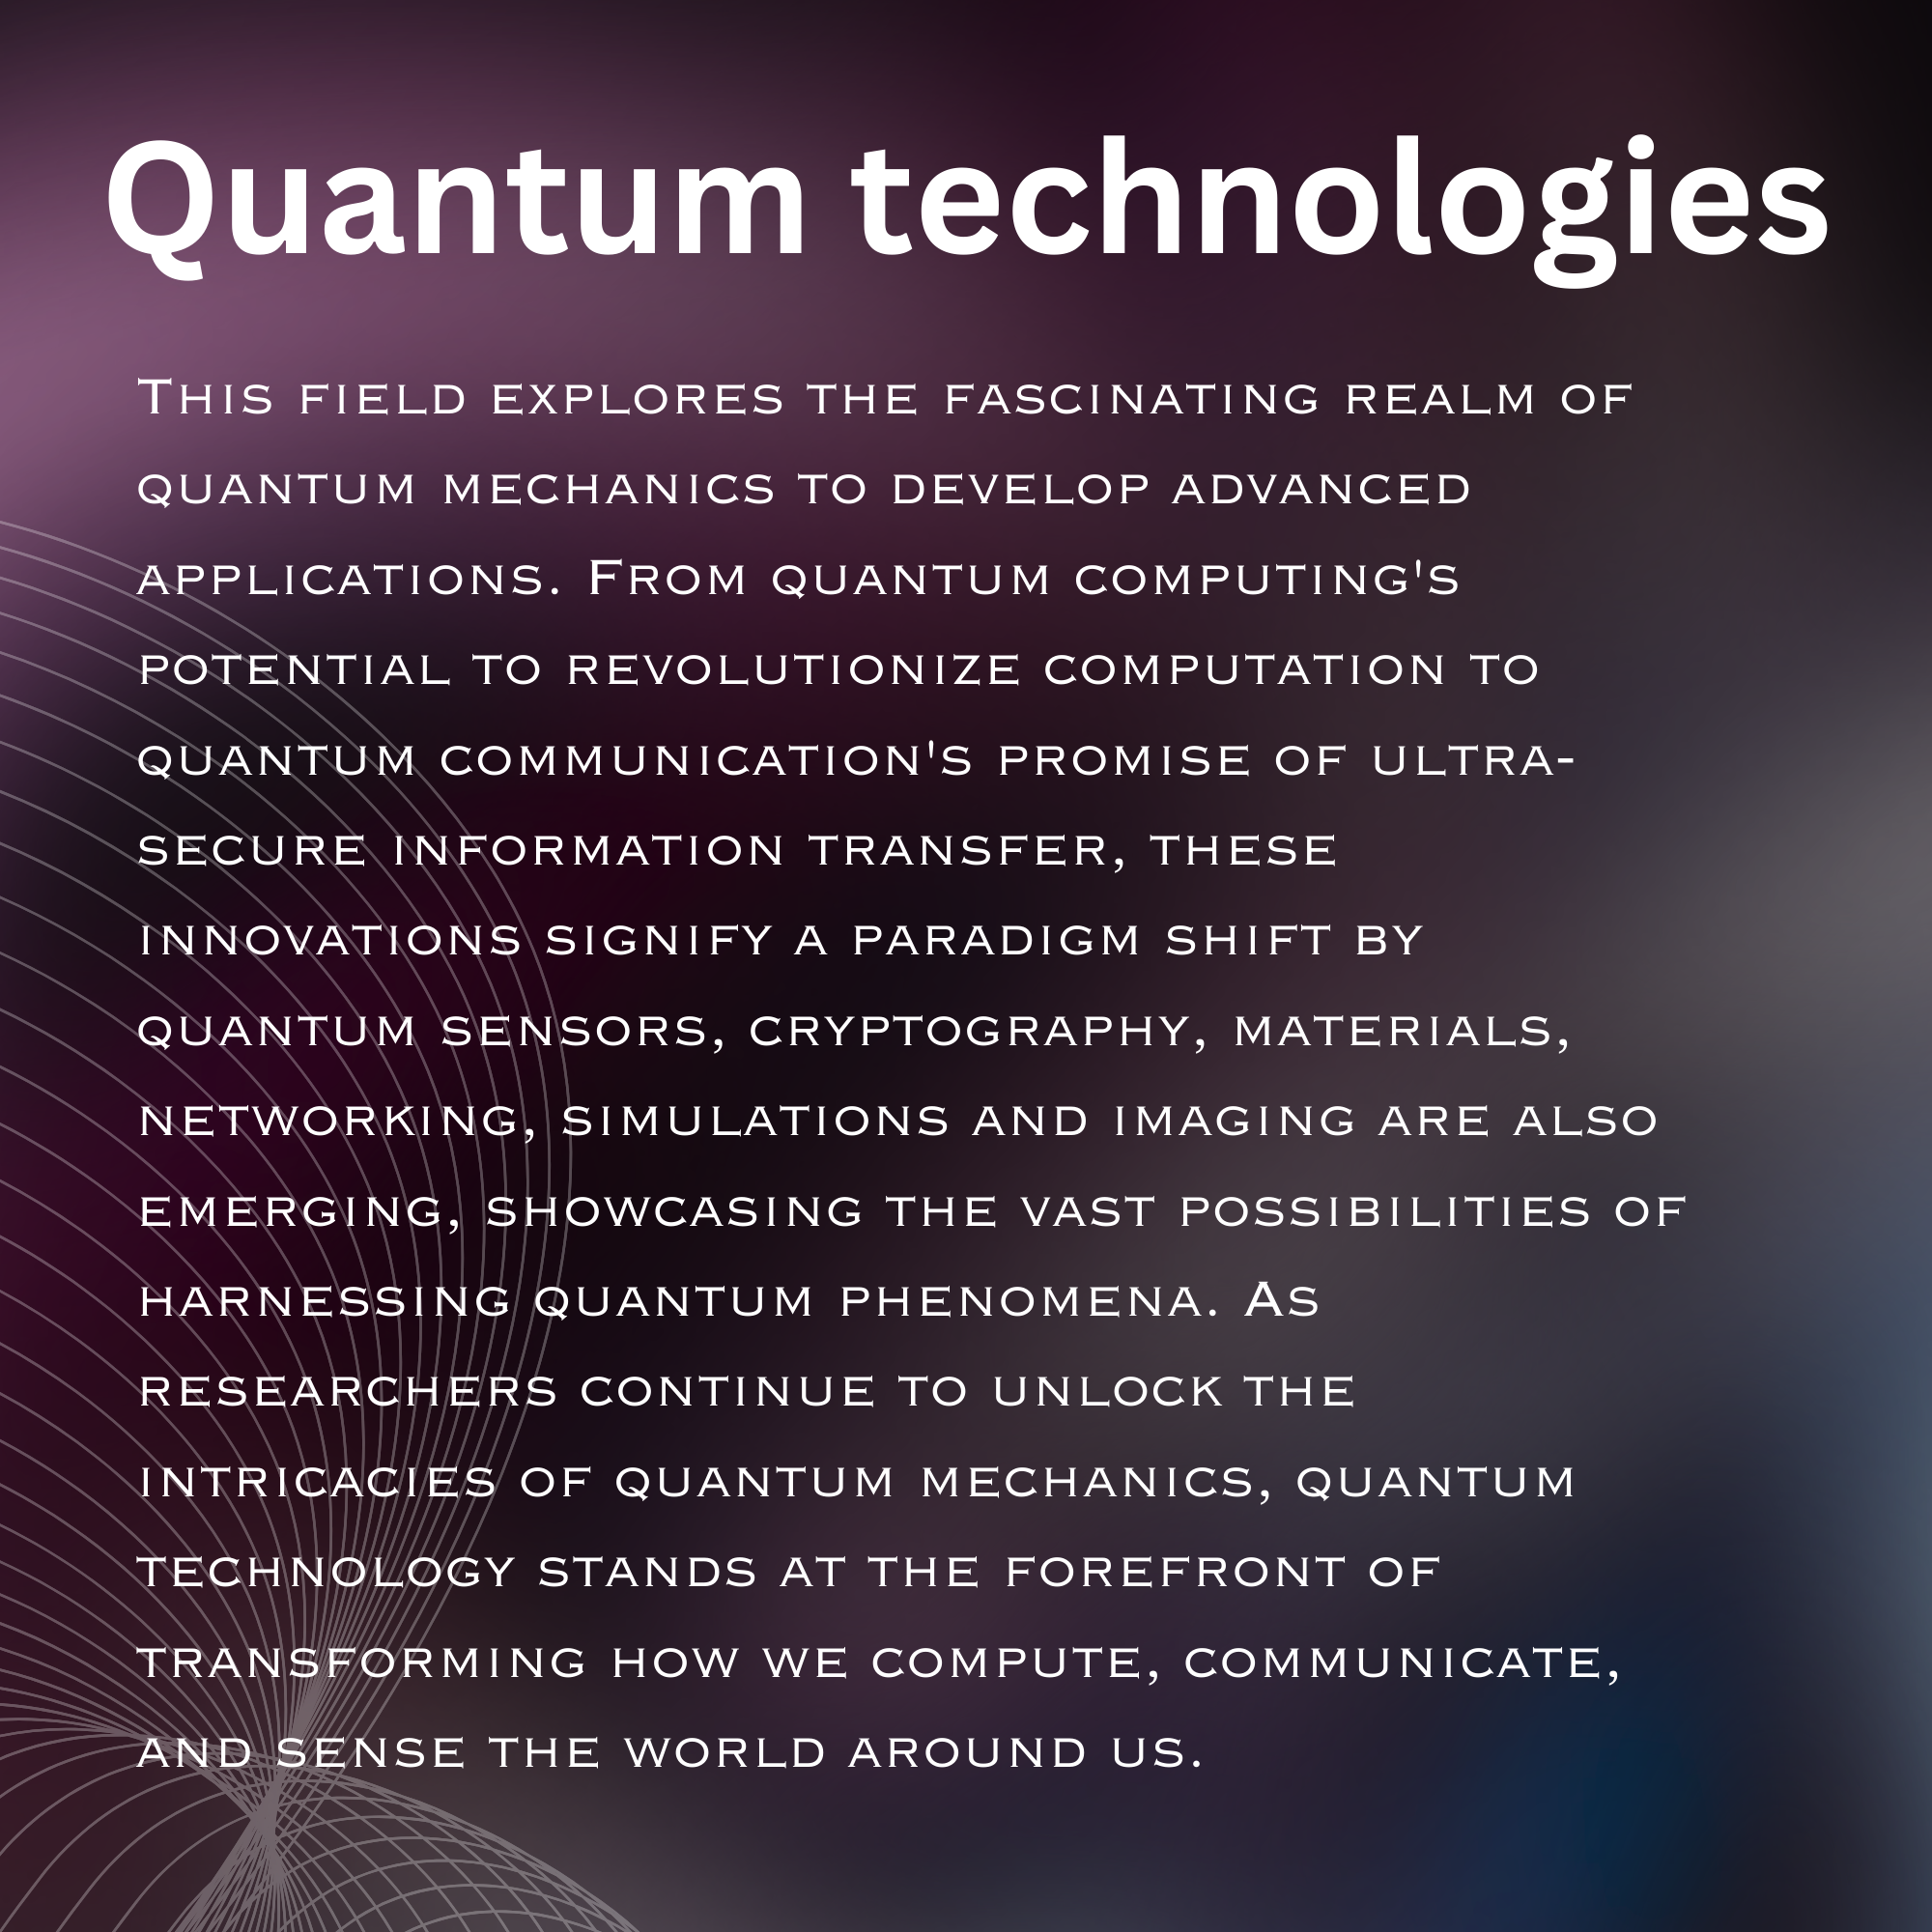 Quantum technologies
This field explores the fascinating realm of
quantum mechanics to develop advanced
applications. From quantum computing's
potential to revolutionize computation to
quantum communication's promise of ultra-
secure information transfer, these
innovations signify a paradigm shift by
quantum sensors, cryptography, materials,
networking, simulations and imaging are also
emerging, showcasing the vast possibilities of
harnessing quantum phenomena. As
researchers continue to unlock the
intricacies of quantum mechanics, quantum
technology stands at the forefront of
transforming how we compute, communicate,
and sense the world around us.